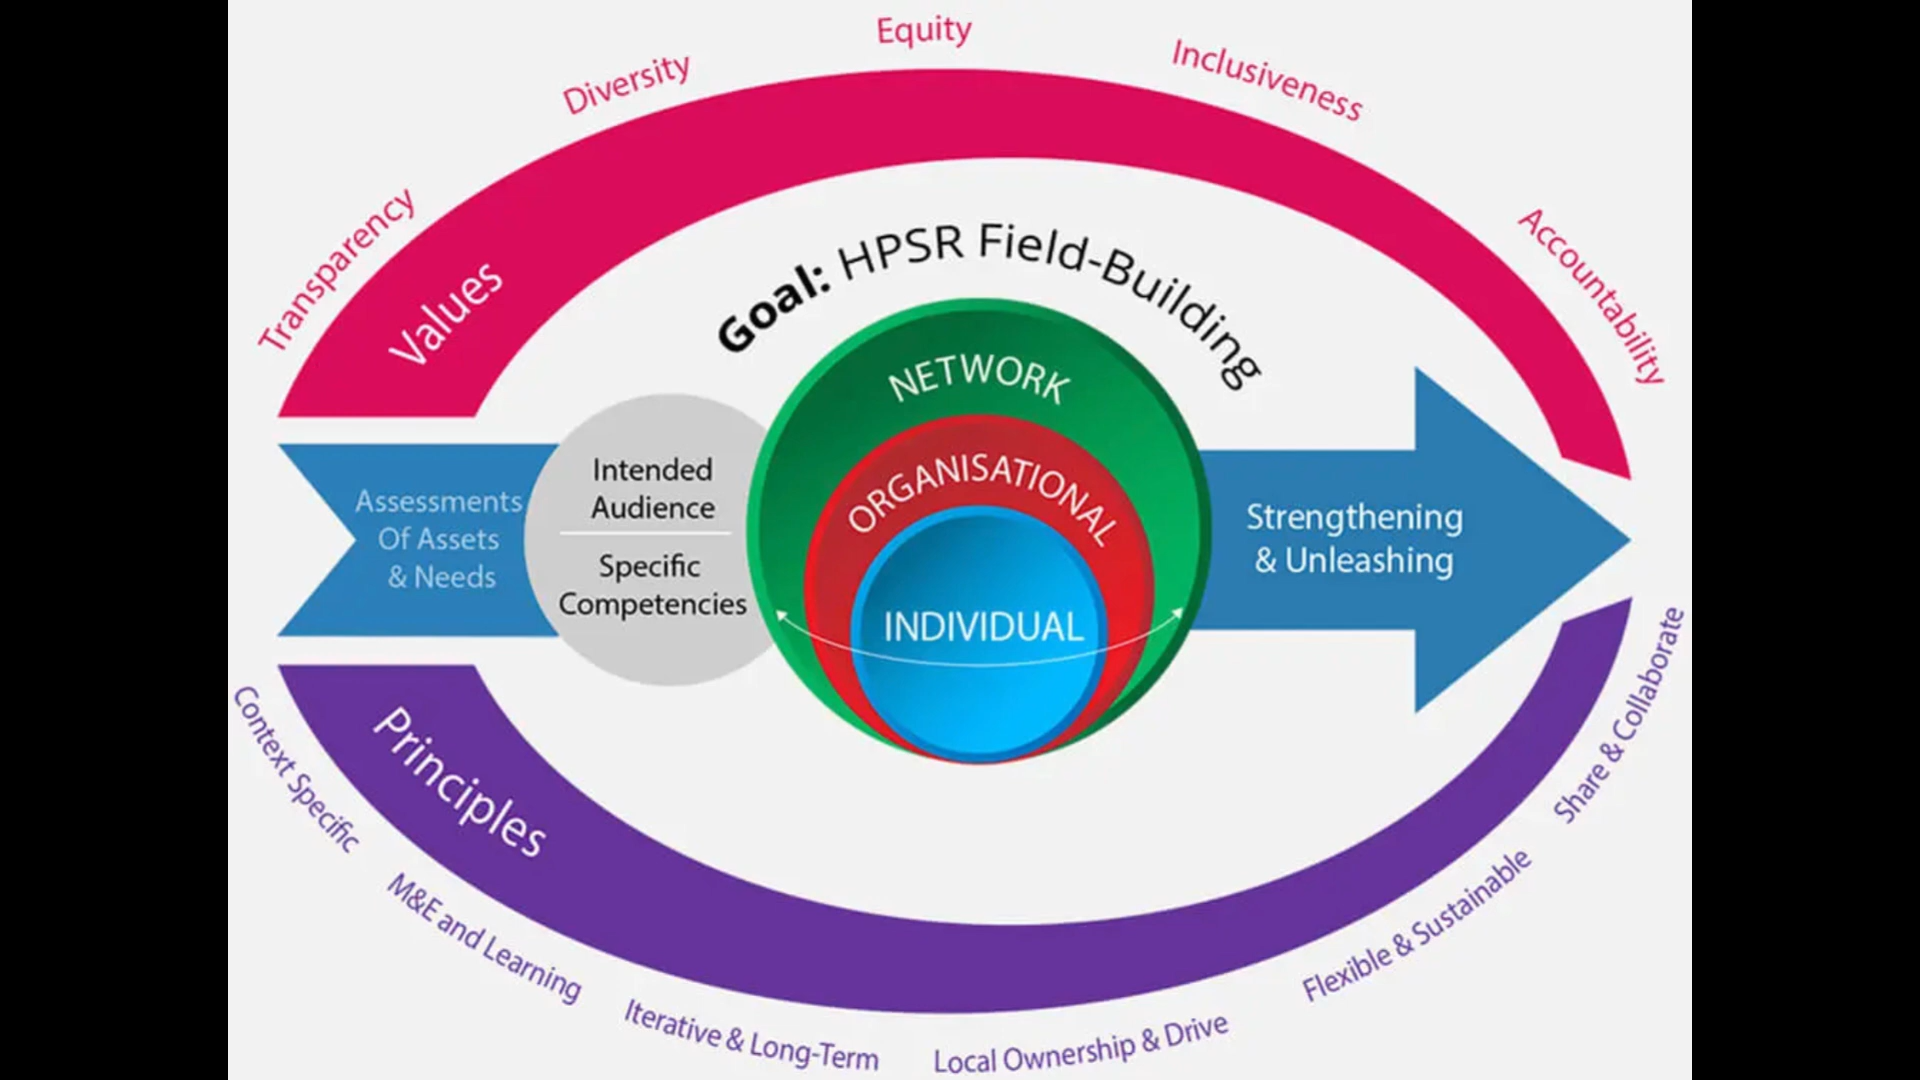 Transparency
Diversity
Equity
Inclusiveness
Accountability
Values
Goal: HPSR Field-Building
NETWORK
ORGANISATIONAL
INDIVIDUAL
Assessments
Of Assets
& Needs
Intended
Audience
Specific
Competencies
Strengthening
& Unleashing
Principles
Context Specific
M&E and Learning
Iterative & Long-Term
Local Ownership & Drive
Flexible & Sustainable
Share & Collaborate